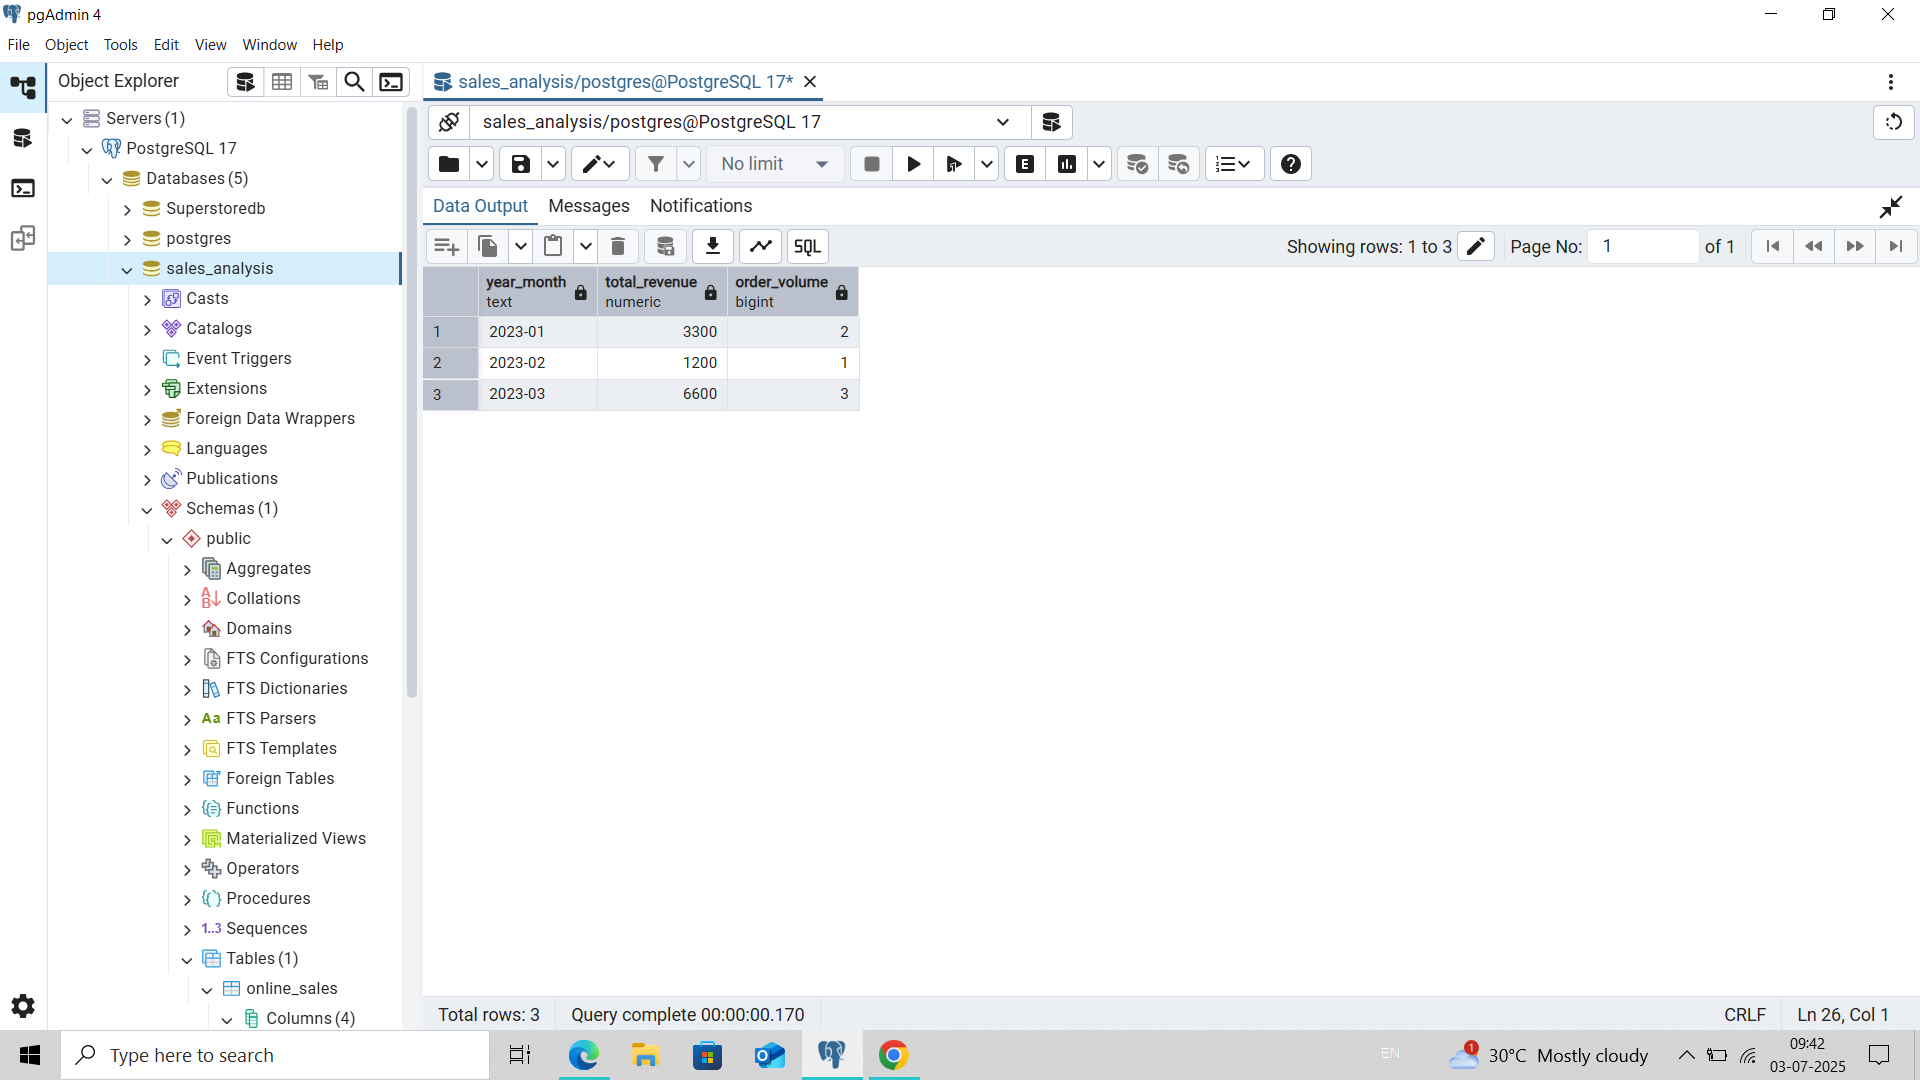 pgAdmin 4
File Object Tools Edit View Window Help
Object Explorer
sales_analysis/postgres@PostgreSQL 17*
Servers (1)
PostgreSQL 17
Databases (5)
Superstoredb
postgres
sales_analysis
Casts
Catalogs
Event Triggers
Extensions
Foreign Data Wrappers
Languages
Publications
Schemas (1)
public
Aggregates
Collations
Domains
FTS Configurations
FTS Dictionaries
Aa FTS Parsers
FTS Templates
Foreign Tables
Functions
Materialized Views
Operators
Procedures
1..3 Sequences
Tables (1)
online_sales
Columns (4)
sales_analysis/postgres@PostgreSQL 17
No limit
E
Data Output Messages Notifications
SQL
Showing rows: 1 to 3 Page No: 1 of 1
year_month total_revenue order_volume
text numeric bigint
1 2023-01 3300 2
2 2023-02 1200 1
3 2023-03 6600 3
Total rows: 3 Query complete 00:00:00.170 CRLF Ln 26, Col 1
Type here to search
EN
1
30°C Mostly cloudy
09:42
03-07-2025